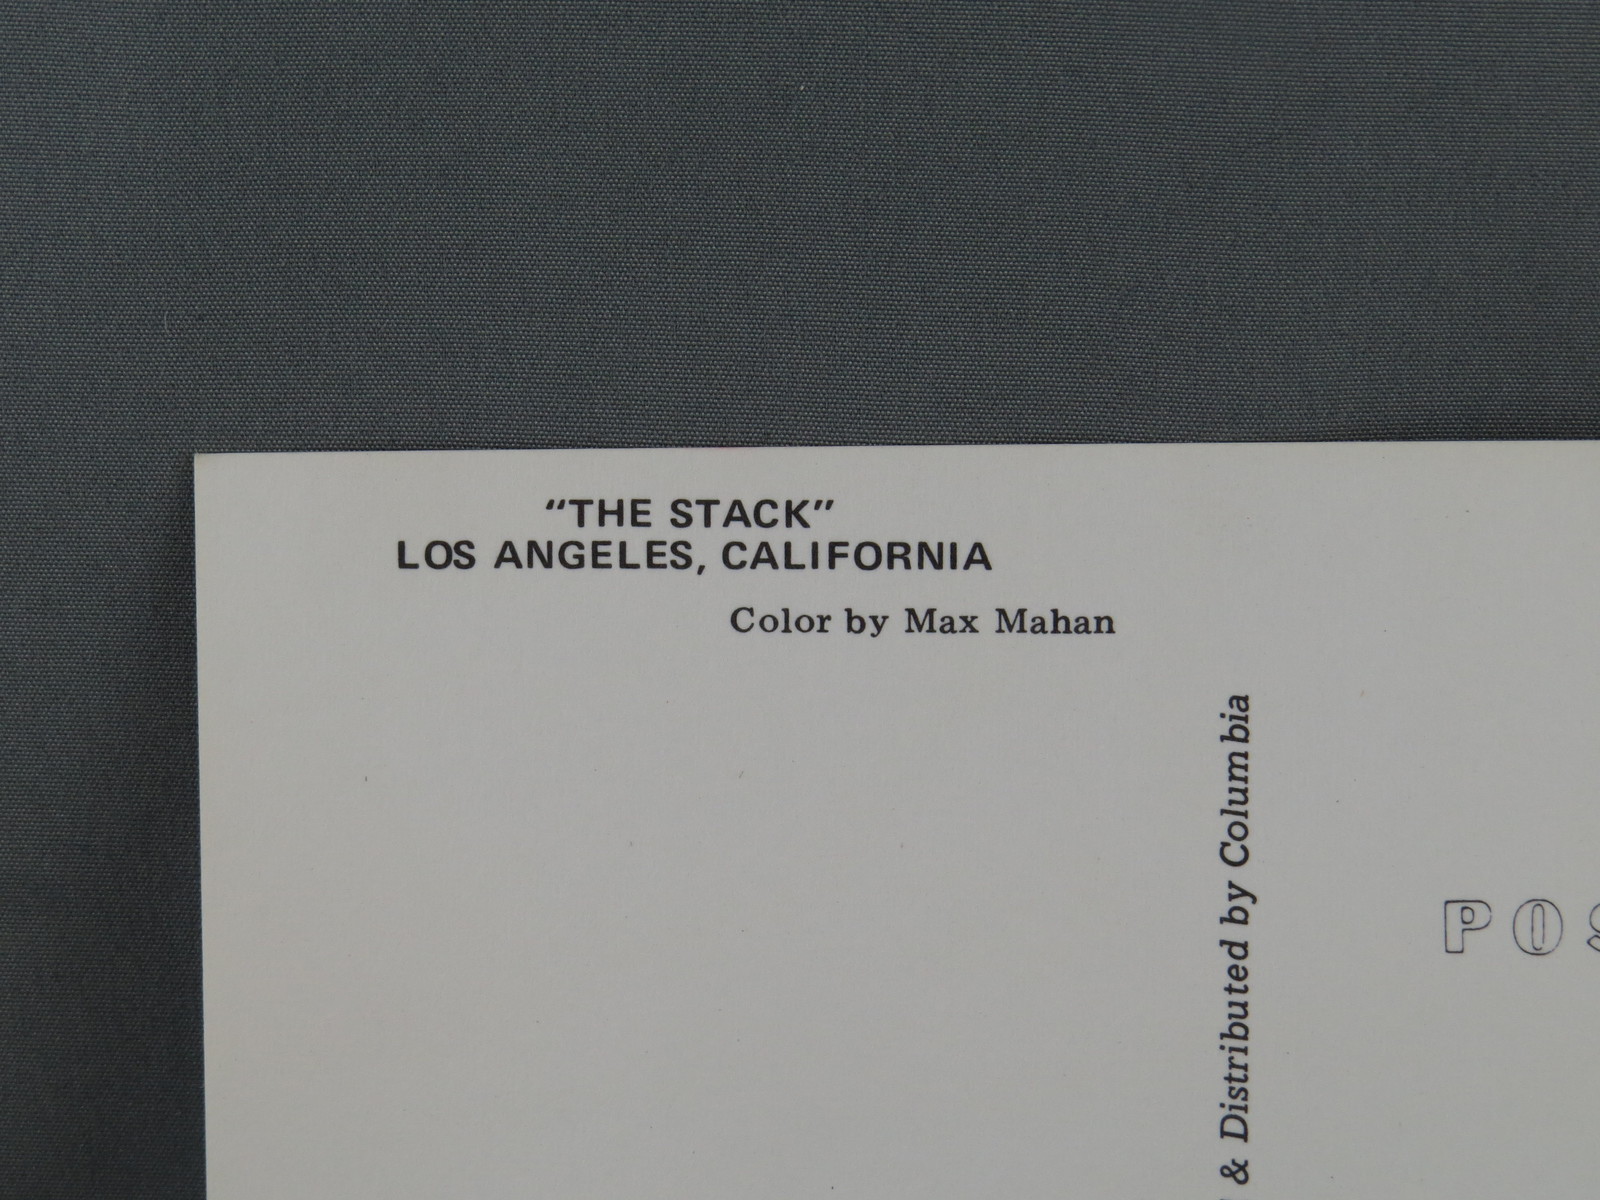 “THE STACK”
LOS ANGELES, CALIFORNIA
Color by Max Mahan
& Distributed by Columbia